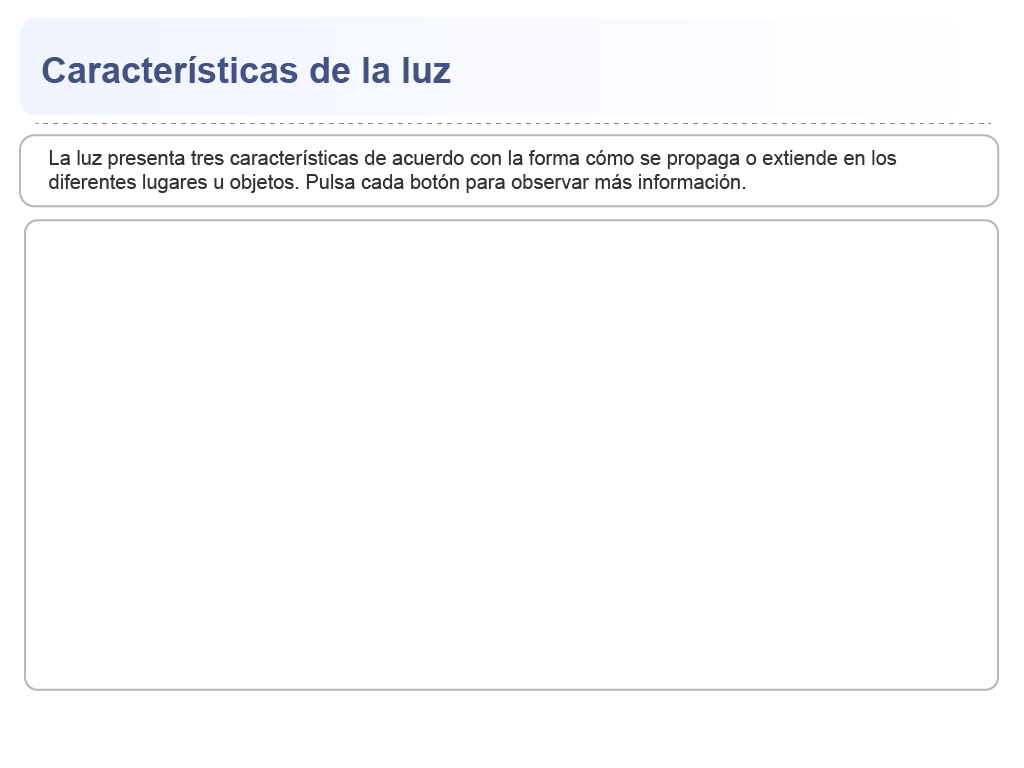 Características de la luz
La luz presenta tres características de acuerdo con la forma cómo se propaga o extiende en los
diferentes lugares u objetos. Pulsa cada botón para observar más información.